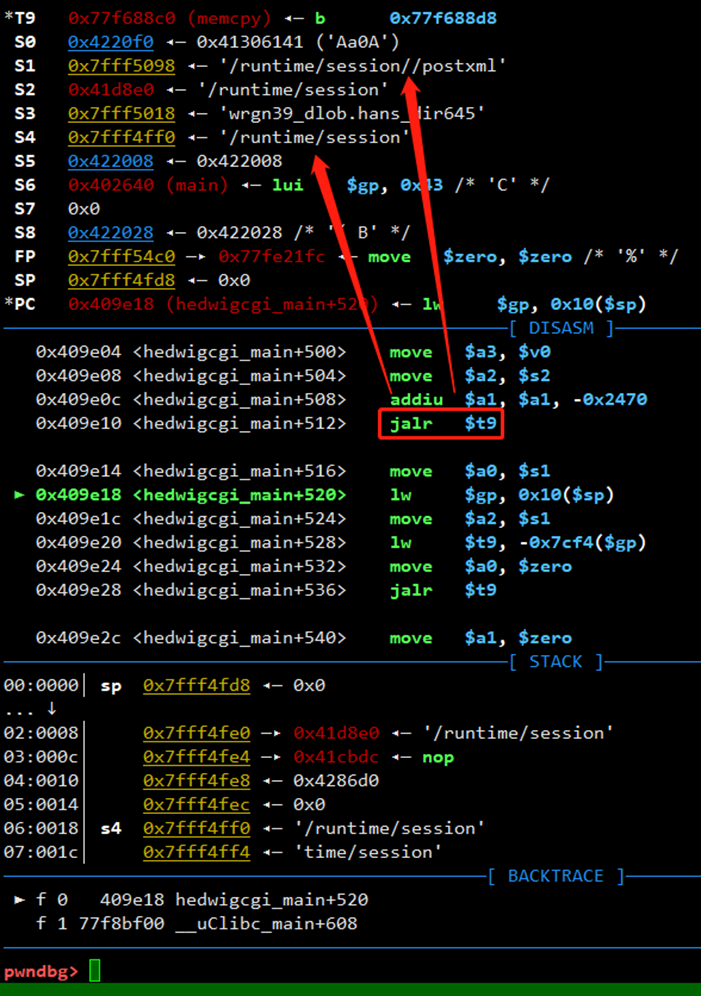 *T9 0x77f688c0 (memcpy) ◂— b 0x77f688d8
S0 0x4220f0 ◂— 0x41306141 ('Aa0A')
S1 0x7fff5098 ◂— '/runtime/session//postxml'
S2 0x41d8e0 ◂— '/runtime/session'
S3 0x7fff5018 ◂— 'wrgn39_dlob.hans_dir645'
S4 0x7fff4ff0 ◂— '/runtime/session'
S5 0x422008 ◂— 0x422008
S6 0x402640 (main) ◂— lui $gp, 0x43 /* 'C' */
S7 0x0
S8 0x422028 ◂— 0x422028 /* '( B' */
FP 0x7fff54c0 —▸ 0x77fe21fc ◂— move $zero, $zero /* '%' */
SP 0x7fff4fd8 ◂— 0x0
*PC 0x409e18 (hedwigcgi_main+520) ◂— lw $gp, 0x10($sp)
[ DISASM ]
0x409e04 <hedwigcgi_main+500> move $a3, $v0
0x409e08 <hedwigcgi_main+504> move $a2, $s2
0x409e0c <hedwigcgi_main+508> addiu $a1, $a1, -0x2470
0x409e10 <hedwigcgi_main+512> jalr $t9
0x409e14 <hedwigcgi_main+516> move $a0, $s1
► 0x409e18 <hedwigcgi_main+520> lw $gp, 0x10($sp)
0x409e1c <hedwigcgi_main+524> move $a2, $s1
0x409e20 <hedwigcgi_main+528> lw $t9, -0x7cf4($gp)
0x409e24 <hedwigcgi_main+532> move $a0, $zero
0x409e28 <hedwigcgi_main+536> jalr $t9
0x409e2c <hedwigcgi_main+540> move $a1, $zero
[ STACK ]
00:0000│ sp 0x7fff4fd8 ◂— 0x0
... ↓
02:0008│ 0x7fff4fe0 —▸ 0x41d8e0 ◂— '/runtime/session'
03:000c│ 0x7fff4fe4 —▸ 0x41cbdc ◂— nop
04:0010│ 0x7fff4fe8 ◂— 0x4286d0
05:0014│ 0x7fff4fec ◂— 0x0
06:0018│ s4 0x7fff4ff0 ◂— '/runtime/session'
07:001c│ 0x7fff4ff4 ◂— 'time/session'
[ BACKTRACE ]
► f 0 409e18 hedwigcgi_main+520
f 1 77f8bf00 __uClibc_main+608
pwndbg>